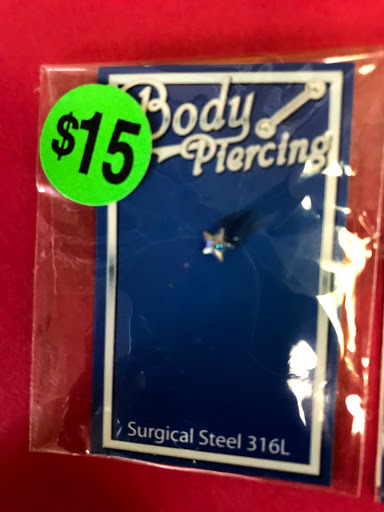 $15
Body
Piercing
Surgical Steel 316L